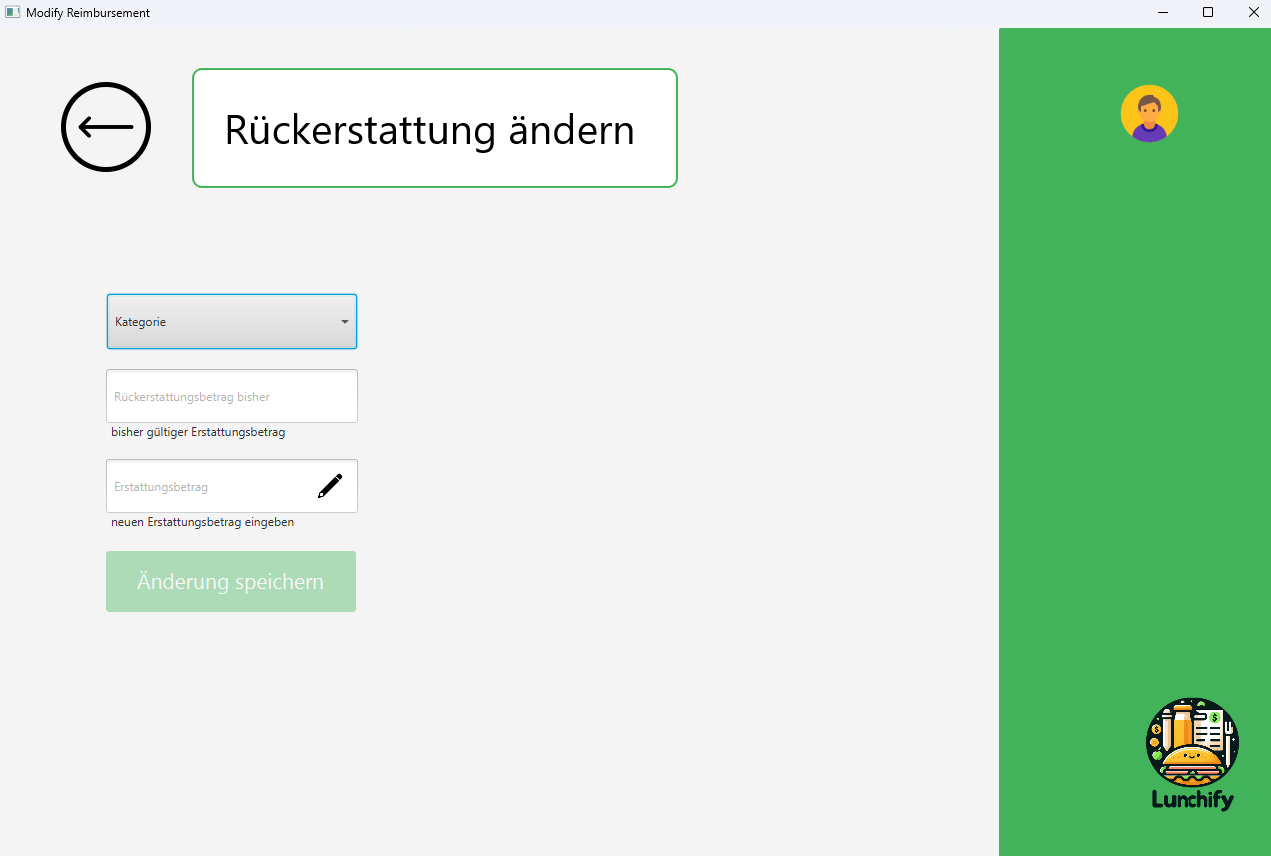 Modify Reimbursement
Rückerstattung ändern
Kategorie
Rückerstattungsbetrag bisher
bisher gültiger Erstattungsbetrag
Erstattungsbetrag
neuen Erstattungsbetrag eingeben
Änderung speichern
$
$
Lunchify